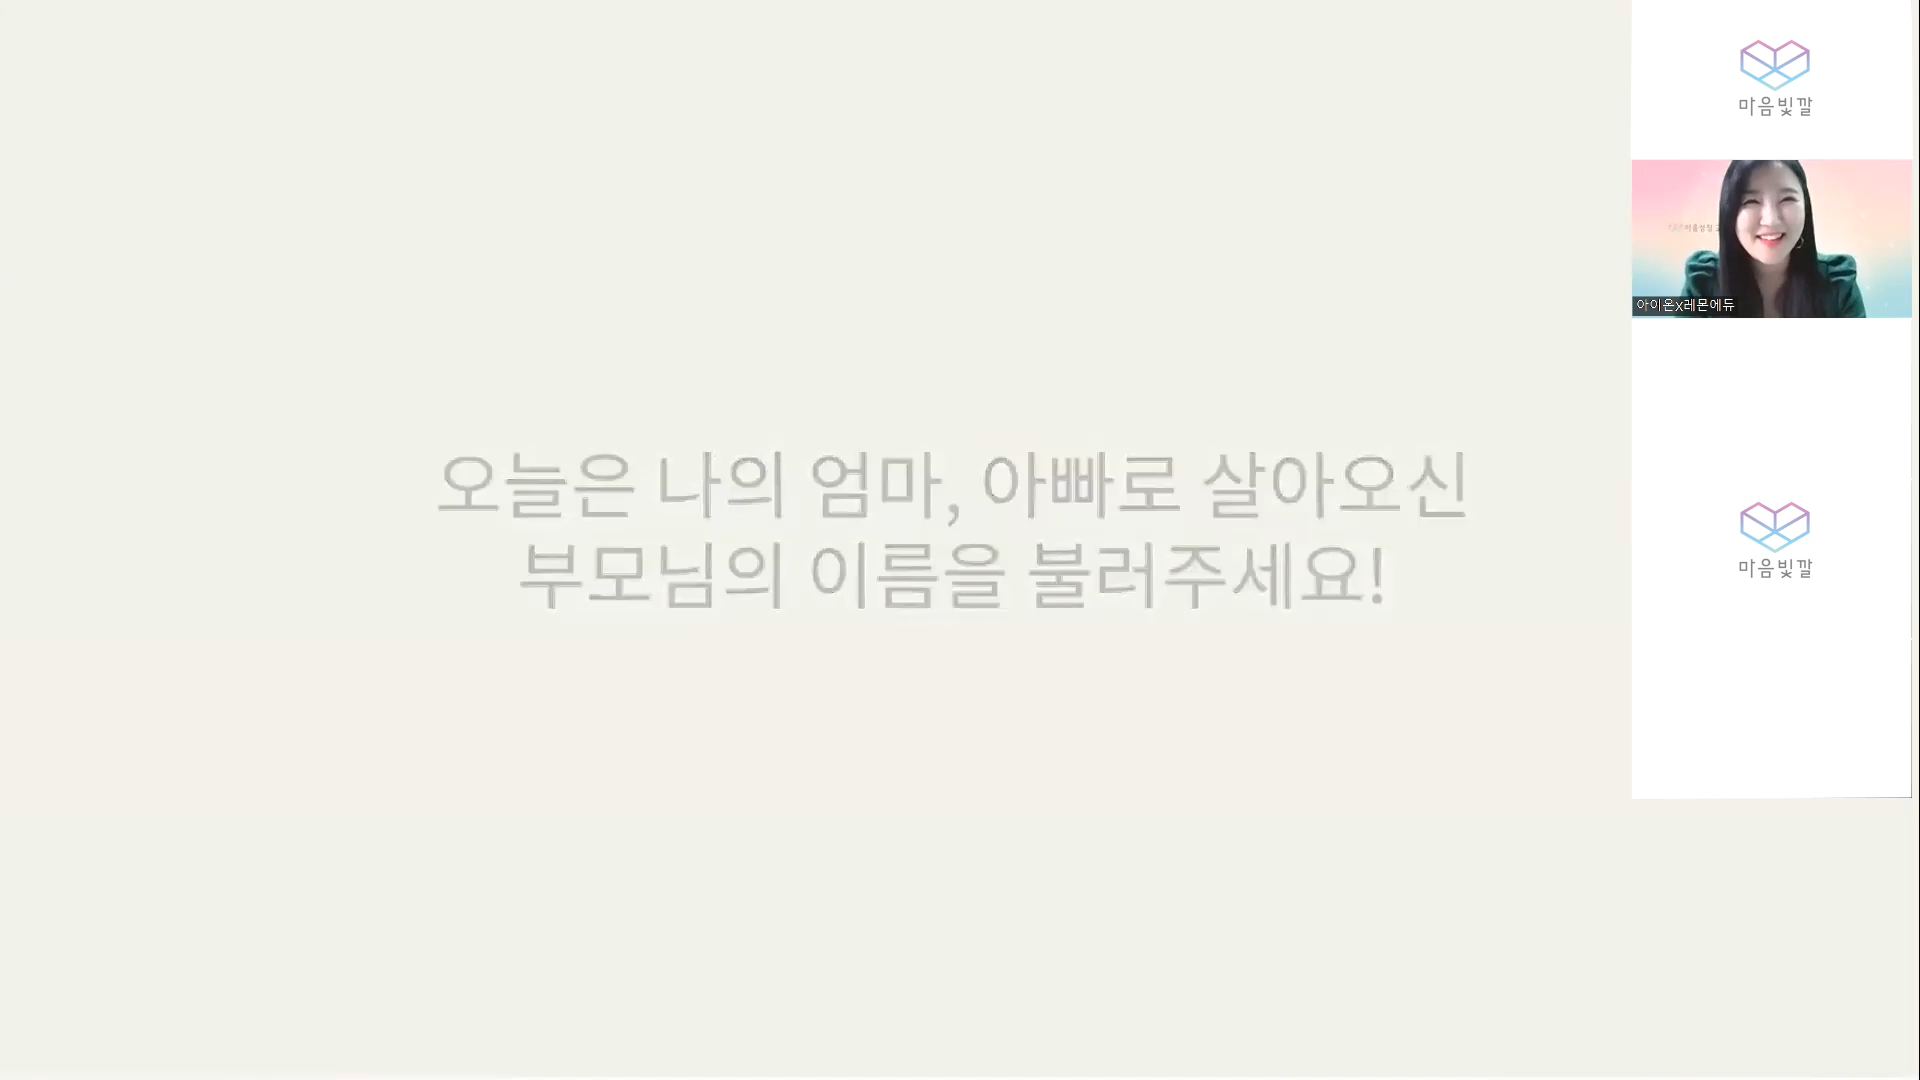 오늘은 나의 엄마, 아빠로 살아오신
부모님의 이름을 불러주세요!
마음빛깔
아이온x레몬에듀
마음빛깔